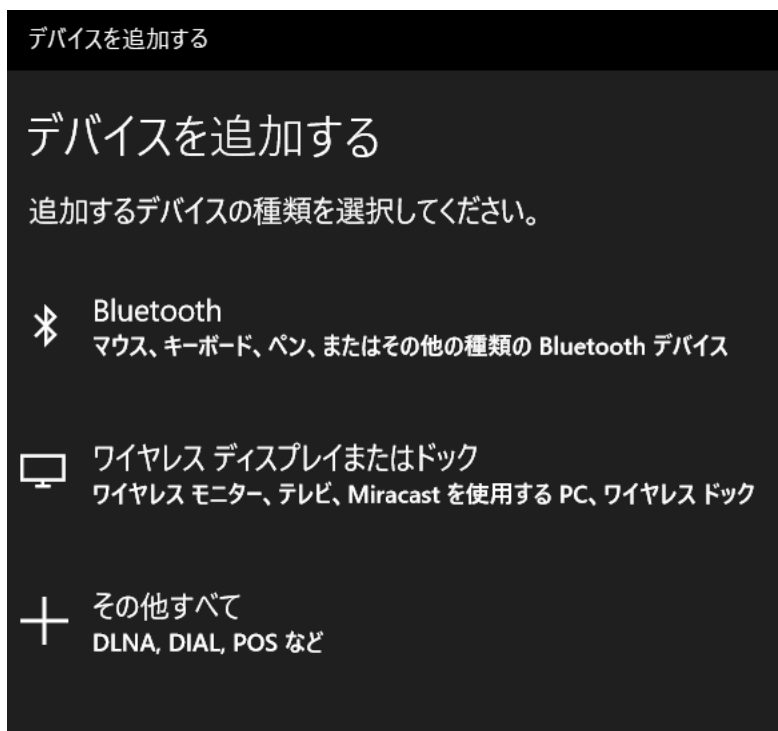 デバイスを追加する
デバイスを追加する
追加するデバイスの種類を選択してください。
Bluetooth
マウス、キーボード、ペン、またはその他の種類の Bluetooth デバイス
ワイヤレス ディスプレイまたはドック
ワイヤレス モニター、テレビ、Miracast を使用する PC、ワイヤレス ドック
その他すべて
DLNA, DIAL, POS など